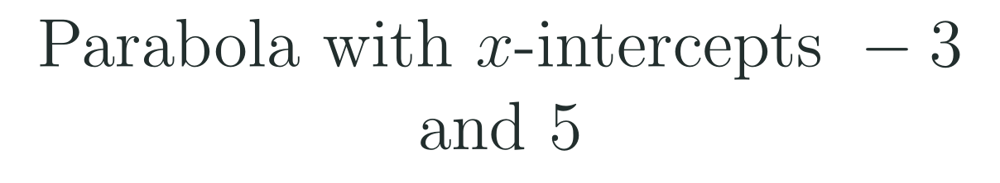 Parabola with x-intercepts − 3
and 5